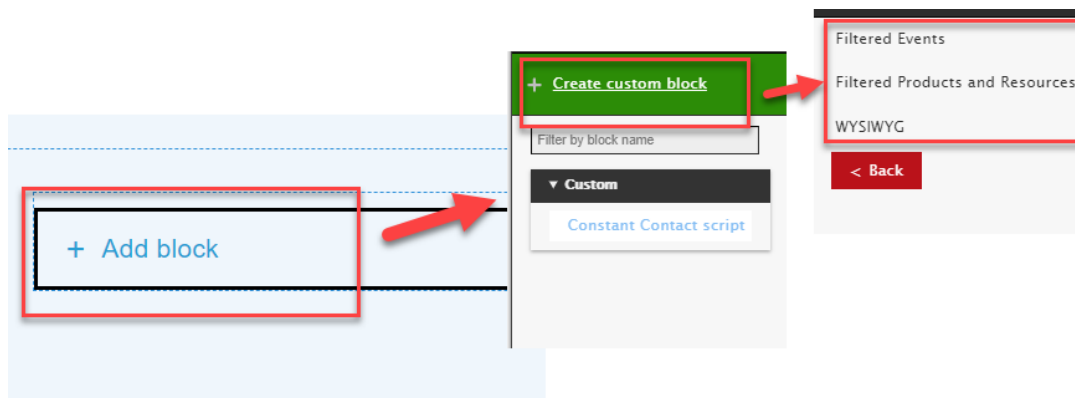 + Add block
+ Create custom block
Filter by block name
▼ Custom
Constant Contact script
Filtered Events
Filtered Products and Resources
WYSIWYG
< Back